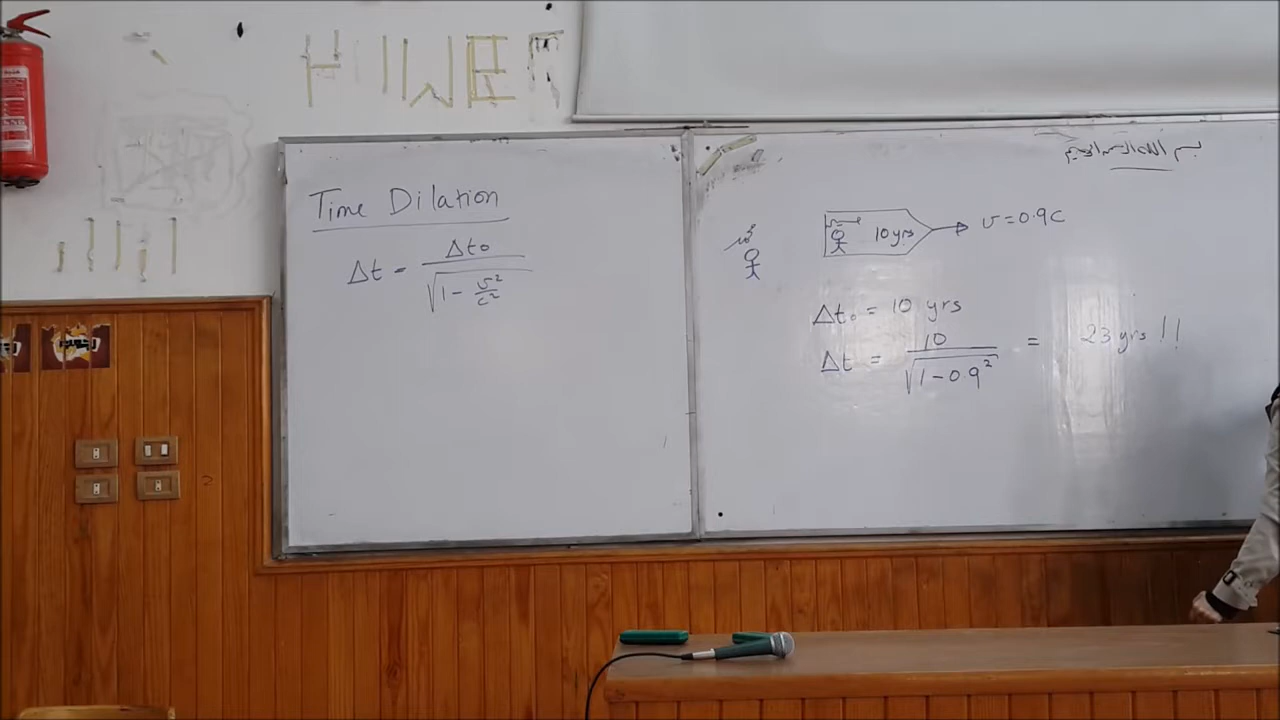 HIWER
Time Dilation
Δt = Δt₀ / √(1 − v²/c²)
بسم الله الرحمن الرحيم
10 yrs
v = 0.9c
Δt₀ = 10 yrs
Δt = 10 / √(1 − 0.9²) = 23 yrs !!